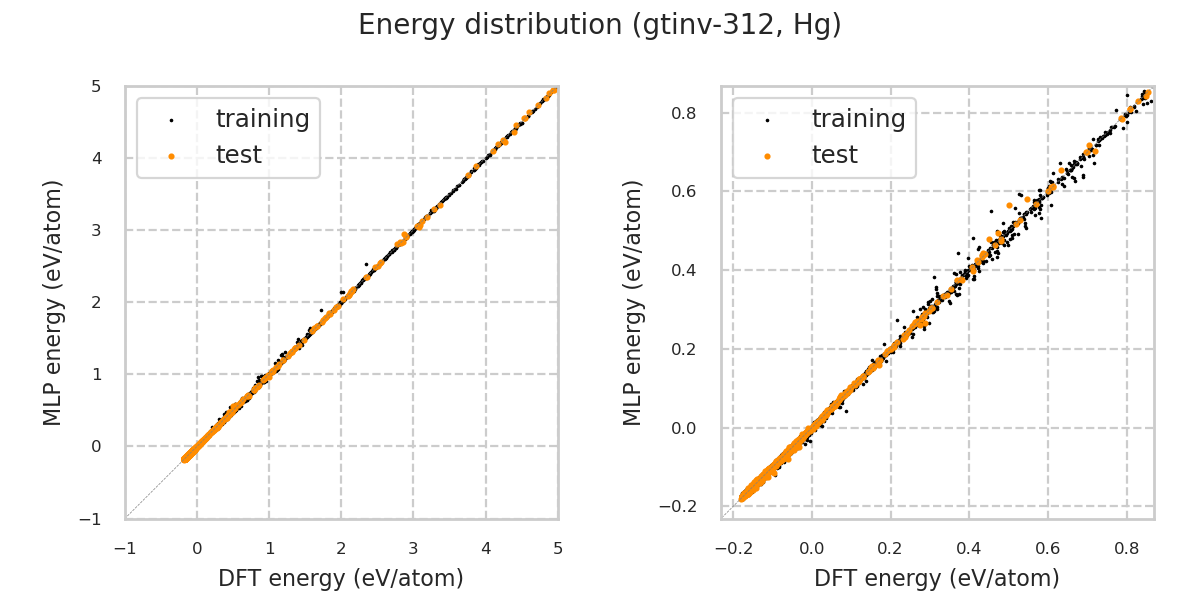 Energy distribution (gtinv-312, Hg)
training
test
5
4
3
2
1
0
−1
−1 0 1 2 3 4 5
MLP energy (eV/atom)
DFT energy (eV/atom)
training
test
0.8
0.6
0.4
0.2
0.0
−0.2
−0.2 0.0 0.2 0.4 0.6 0.8
MLP energy (eV/atom)
DFT energy (eV/atom)